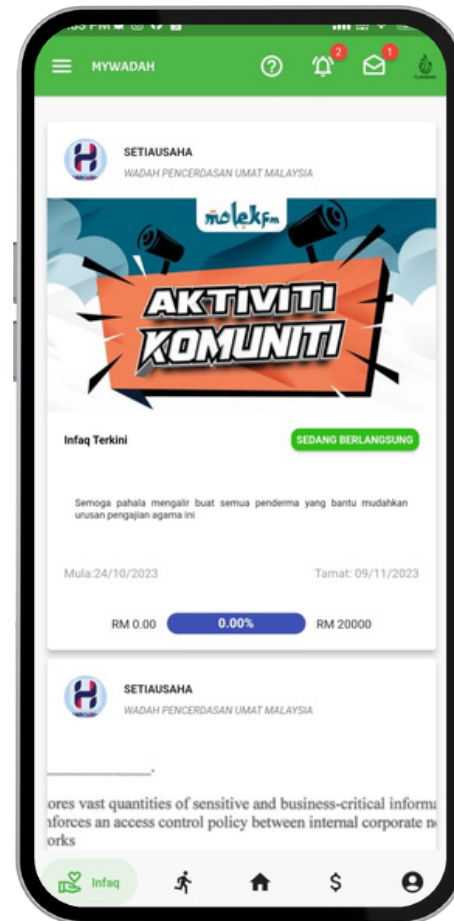 MYWADAH
2
1
SETIAUSAHA
WADAH PENCERDASAN UMAT MALAYSIA
molekfm
AKTIVITI
KOMUNITI
Infaq Terkini
SEDANG BERLANGSUNG
Semoga pahala mengalir buat semua penderma yang bantu mudahkan
urusan pengajian agama ini
Mula:24/10/2023
Tamat: 09/11/2023
RM 0.00
0.00%
RM 20000
SETIAUSAHA
WADAH PENCERDASAN UMAT MALAYSIA
ores vast quantities of sensitive and business-critical informa
nforces an access control policy between internal corporate n
orks
Infaq
$